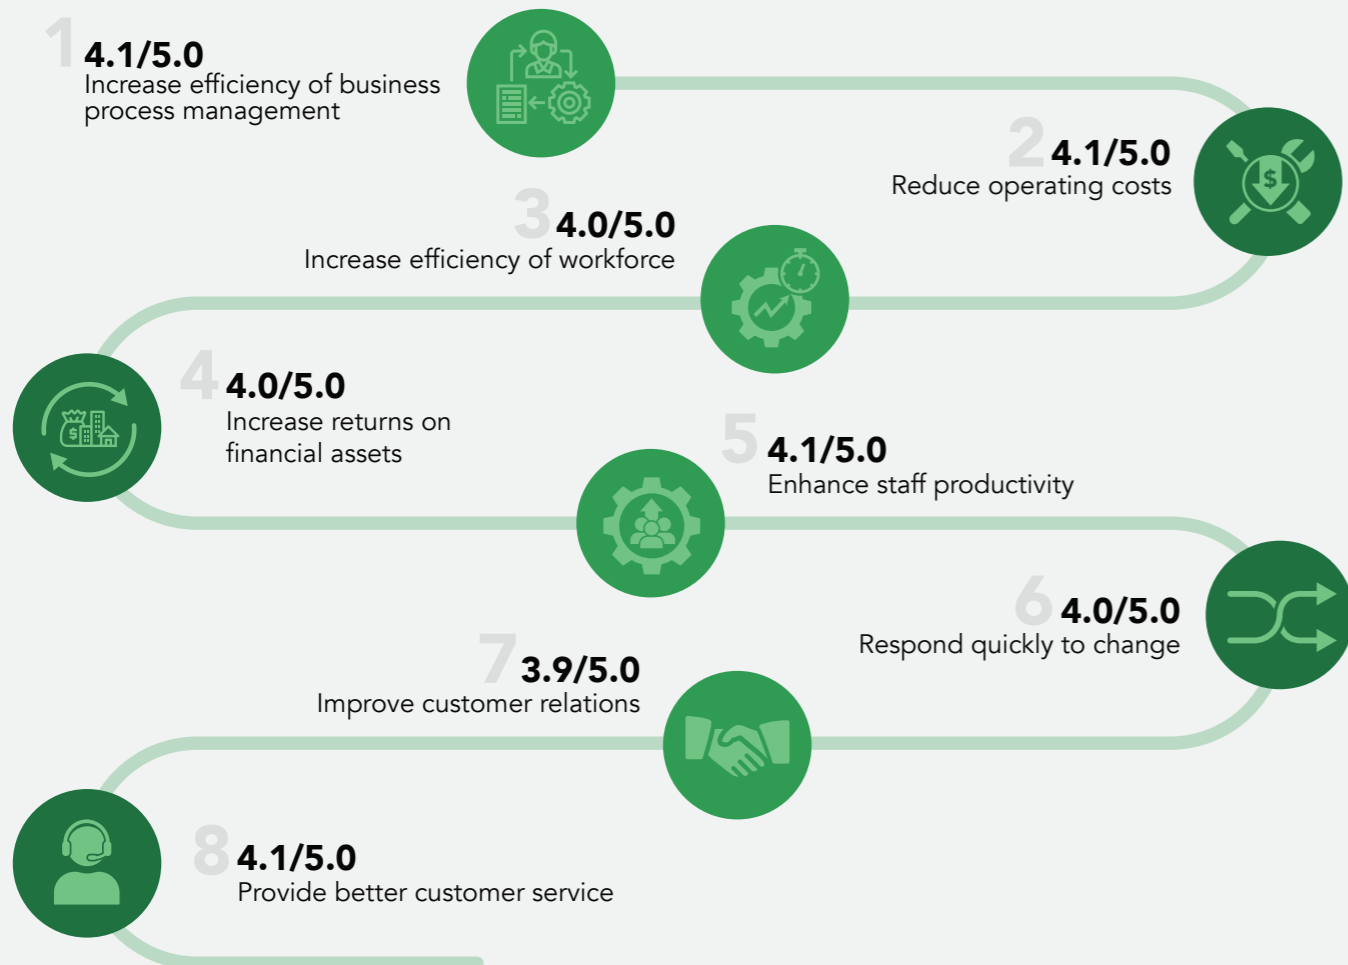 1
4.1/5.0
Increase efficiency of business
process management
2
4.1/5.0
Reduce operating costs
3
4.0/5.0
Increase efficiency of workforce
4
4.0/5.0
Increase returns on
financial assets
5
4.1/5.0
Enhance staff productivity
6
4.0/5.0
Respond quickly to change
7
3.9/5.0
Improve customer relations
8
4.1/5.0
Provide better customer service
$
$